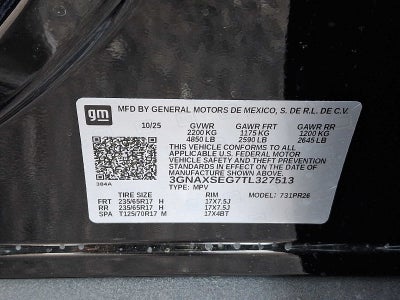 gm
MFD BY GENERAL MOTORS DE MEXICO, S. DE R.L. DE C.V.
10/25 GVWR GAWR FRT GAWR RR
2200 KG 1175 KG 1200 KG
4850 LB 2590 LB 2645 LB
THIS VEHICLE CONFORMS TO ALL
APPLICABLE U.S. FEDERAL MOTOR
VEHICLE SAFETY AND THEFT PREVENTION
STANDARDS IN EFFECT ON THE DATE OF
MANUFACTURE SHOWN ABOVE.
3GNAXSEG7TL327513
384A TYPE: MPV MODEL: 731PR26
TIRE SIZE RIM
FRT 235/65R17 H 17X7.5J
RR 235/65R17 H 17X7.5J
SPA T125/70R17 M 17X4BT